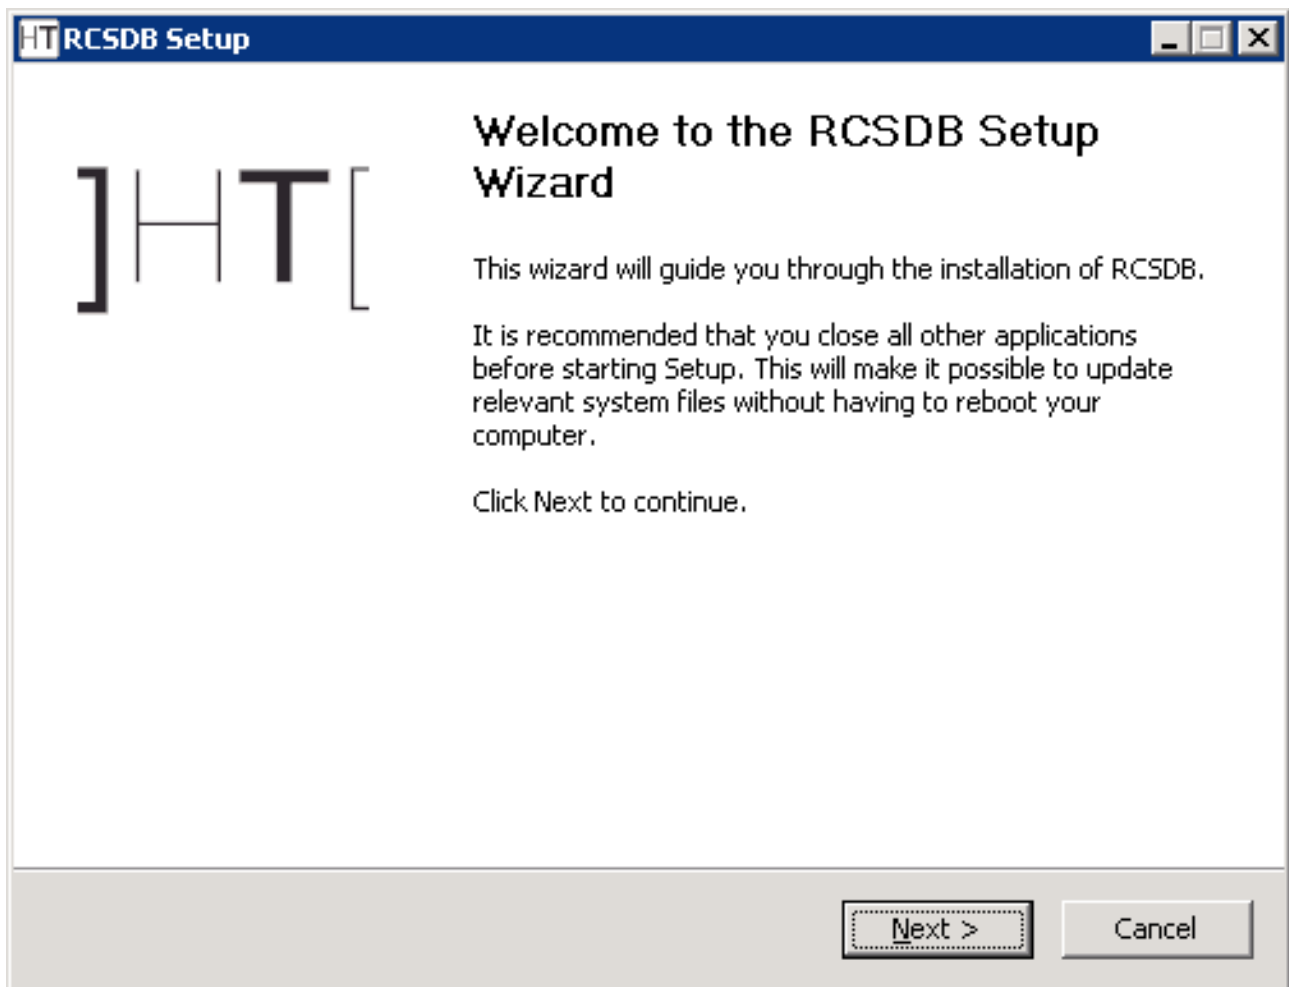 HT RCSDB Setup
]HT[
Welcome to the RCSDB Setup
Wizard
This wizard will guide you through the installation of RCSDB.
It is recommended that you close all other applications
before starting Setup. This will make it possible to update
relevant system files without having to reboot your
computer.
Click Next to continue.
Next >
Cancel